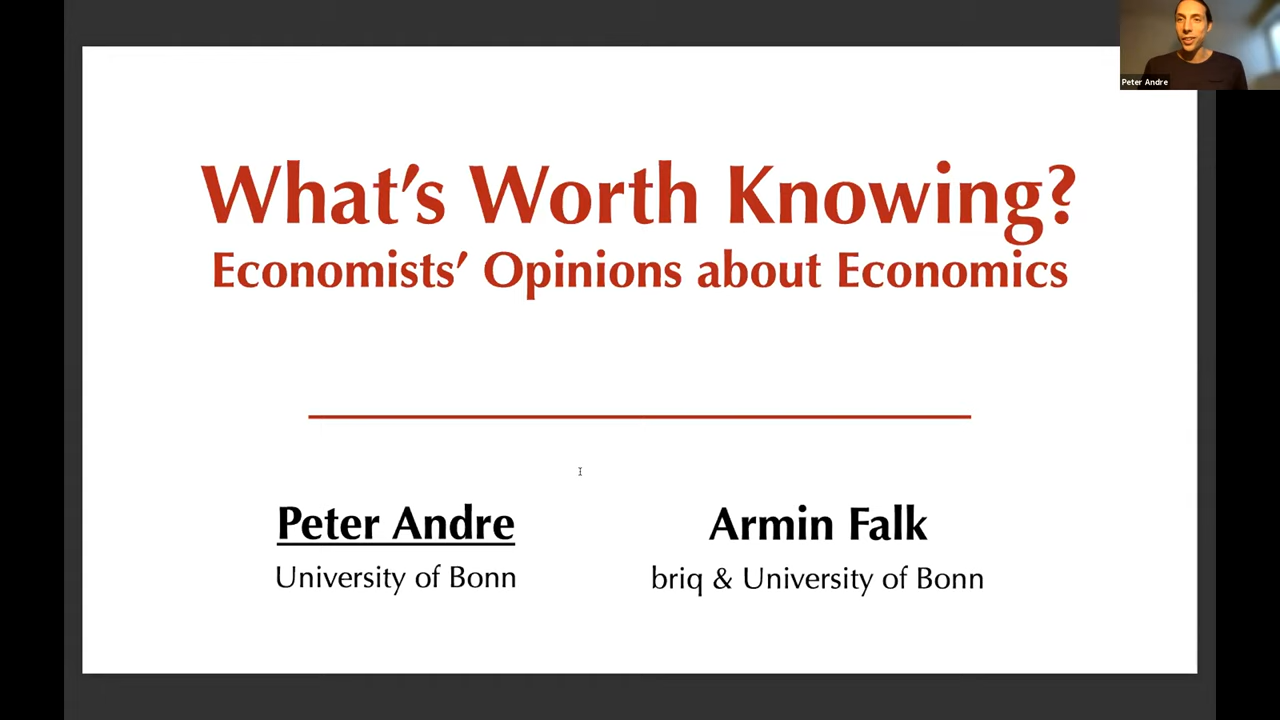 Peter Andre
What's Worth Knowing?
Economists' Opinions about Economics
Peter Andre
Armin Falk
University of Bonn
briq & University of Bonn